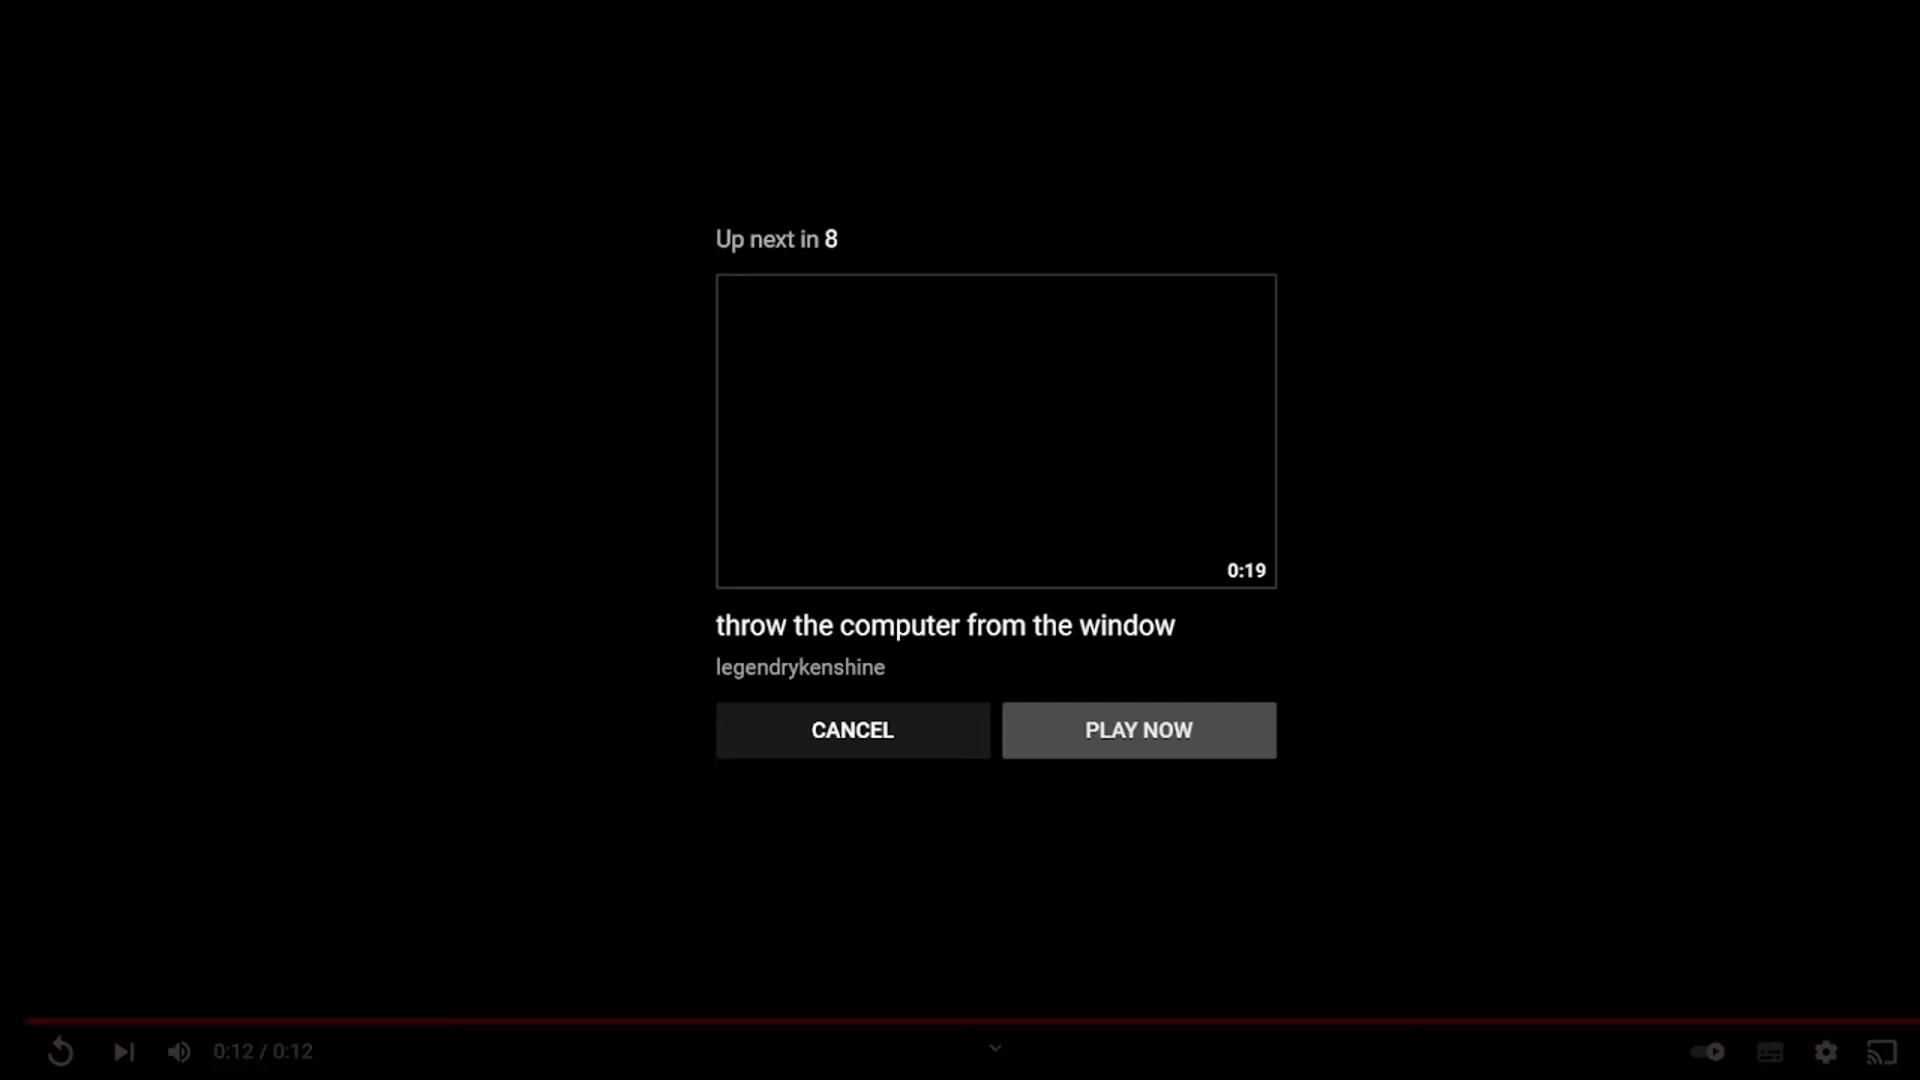 Up next in 8
0:19
throw the computer from the window
legendrykenshine
CANCEL
PLAY NOW
0:12 / 0:12